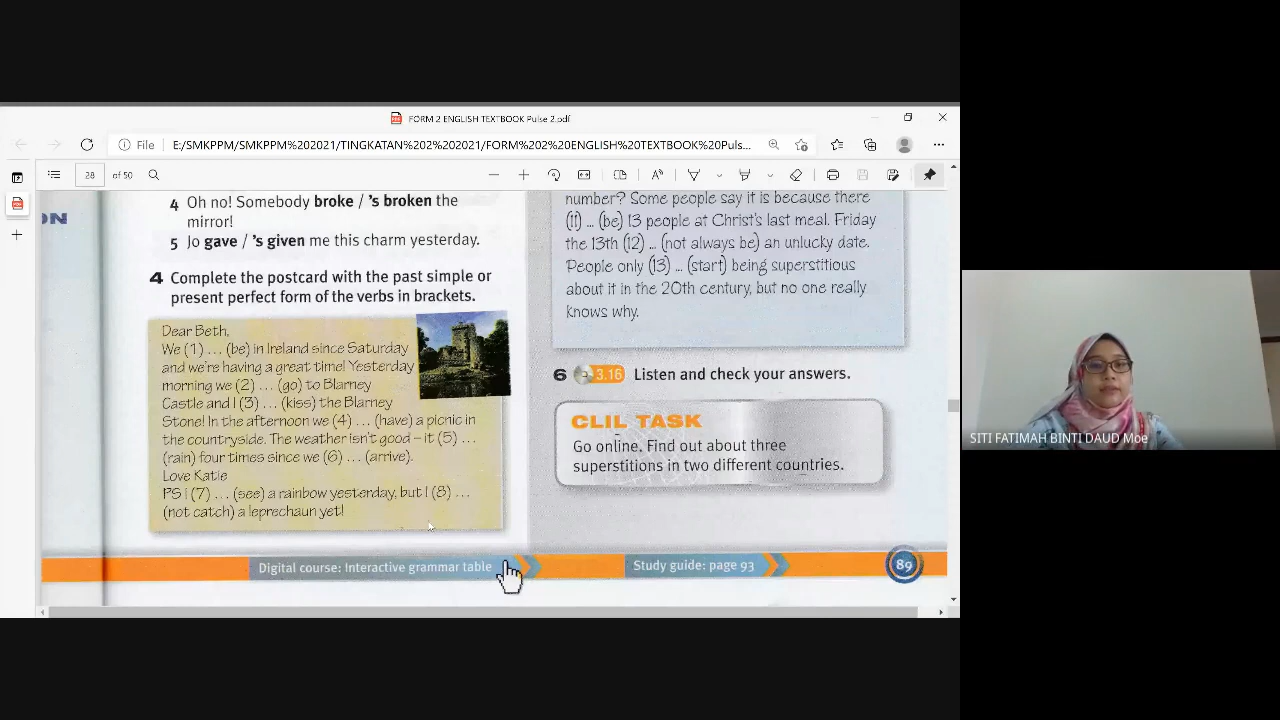 FORM 2 ENGLISH TEXTBOOK Pulse 2.pdf
File
E:/SMKPPM/SMKPPM%202021/TINGKATAN%202%202021/FORM%202%20ENGLISH%20TEXTBOOK%20Puls...
28
of 50
ON
4 Oh no! Somebody broke / 's broken the
mirror!
5 Jo gave / 's given me this charm yesterday.
4 Complete the postcard with the past simple or
present perfect form of the verbs in brackets.
Dear Beth,
We (1) ... (be) in Ireland since Saturday
and we're having a great time! Yesterday
morning we (2) ... (go) to Blarney
Castle and I (3) ... (kiss) the Blarney
Stone! In the afternoon we (4) ... (have) a picnic in
the countryside. The weather isn't good – it (5) ...
(rain) four times since we (6) ... (arrive).
Love Katie
PS I (7) ... (see) a rainbow yesterday, but I (8) ...
(not catch) a leprechaun yet!
number? Some people say it is because there
(11) ... (be) 13 people at Christ's last meal. Friday
the 13th (12) ... (not always be) an unlucky date.
People only (13) ... (start) being superstitious
about it in the 20th century, but no one really
knows why.
6 3.16 Listen and check your answers.
CLIL TASK
Go online. Find out about three
superstitions in two different countries.
Digital course: Interactive grammar table
Study guide: page 93
89
SITI FATIMAH BINTI DAUD Moe